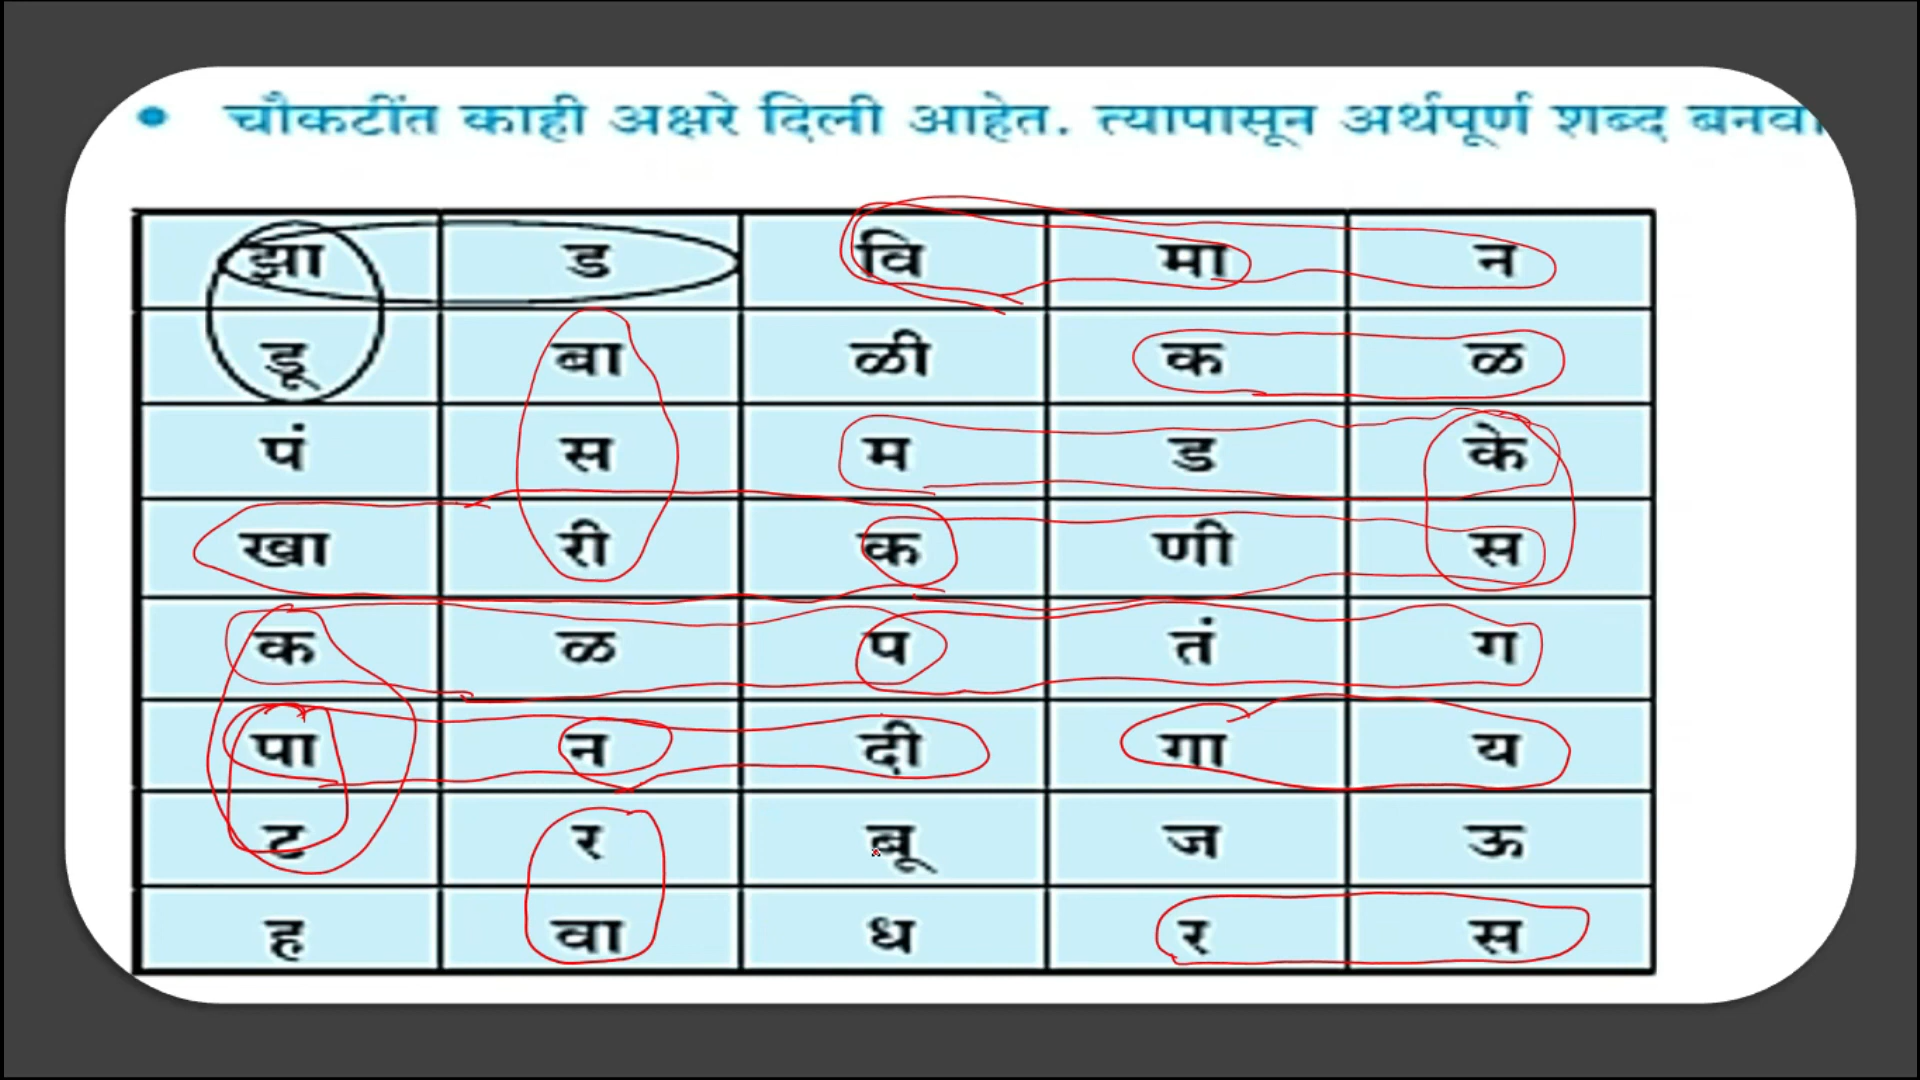 • चौकटींत काही अक्षरे दिली आहेत. त्यापासून अर्थपूर्ण शब्द बनवा
झा ड वि मा न
डू बा ळी क ळ
पं स म ड के
खा री क णी स
क ळ प तं ग
पा न दी गा य
ट र बू ज ऊ
ह वा ध र स